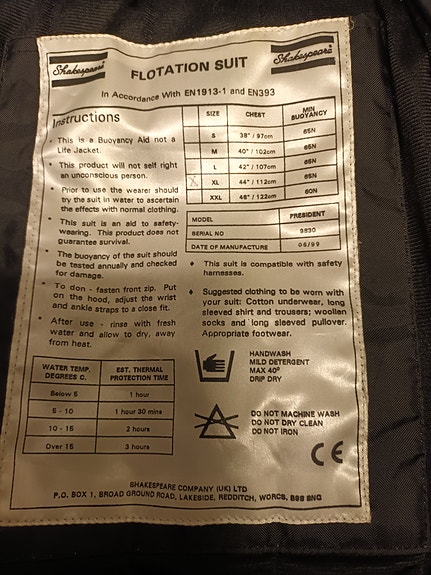 Shakespeare
FLOTATION SUIT
Shakespeare
In Accordance With EN1913-1 and EN393
Instructions
• This is a Buoyancy Aid not a
Life Jacket.
• This product will not self right
an unconscious person.
• Prior to use the wearer should
try the suit in water to ascertain
the effects with normal clothing.
• This suit is an aid to safety-
wearing. This product does not
guarantee survival.
• The buoyancy of the suit should
be tested annually and checked
for damage.
• To don - fasten front zip. Put
on the hood, adjust the wrist
and ankle straps to a close fit.
• After use - rinse with fresh
water and allow to dry, away
from heat.
WATER TEMP. DEGREES C. EST. THERMAL PROTECTION TIME
Below 5 1 hour
5 - 10 1 hour 30 mins
10 - 15 2 hours
Over 15 3 hours
SIZE CHEST MIN BUOYANCY
S 38" / 97cm 65N
M 40" / 102cm 65N
L 42" / 107cm 65N
X XL 44" / 112cm 65N
XXL 48" / 122cm 60N
MODEL PRESIDENT
SERIAL NO 9830
DATE OF MANUFACTURE 06/99
♦ This suit is compatible with safety
harnesses.
♦ Suggested clothing to be worn with
your suit: Cotton underwear, long
sleeved shirt and trousers; woollen
socks and long sleeved pullover.
Appropriate footwear.
HANDWASH
MILD DETERGENT
MAX 40°
DRIP DRY
DO NOT MACHINE WASH
DO NOT DRY CLEAN
DO NOT IRON
CE
SHAKESPEARE COMPANY (UK) LTD
P.O. BOX 1, BROAD GROUND ROAD, LAKESIDE, REDDITCH, WORCS, B98 8NQ